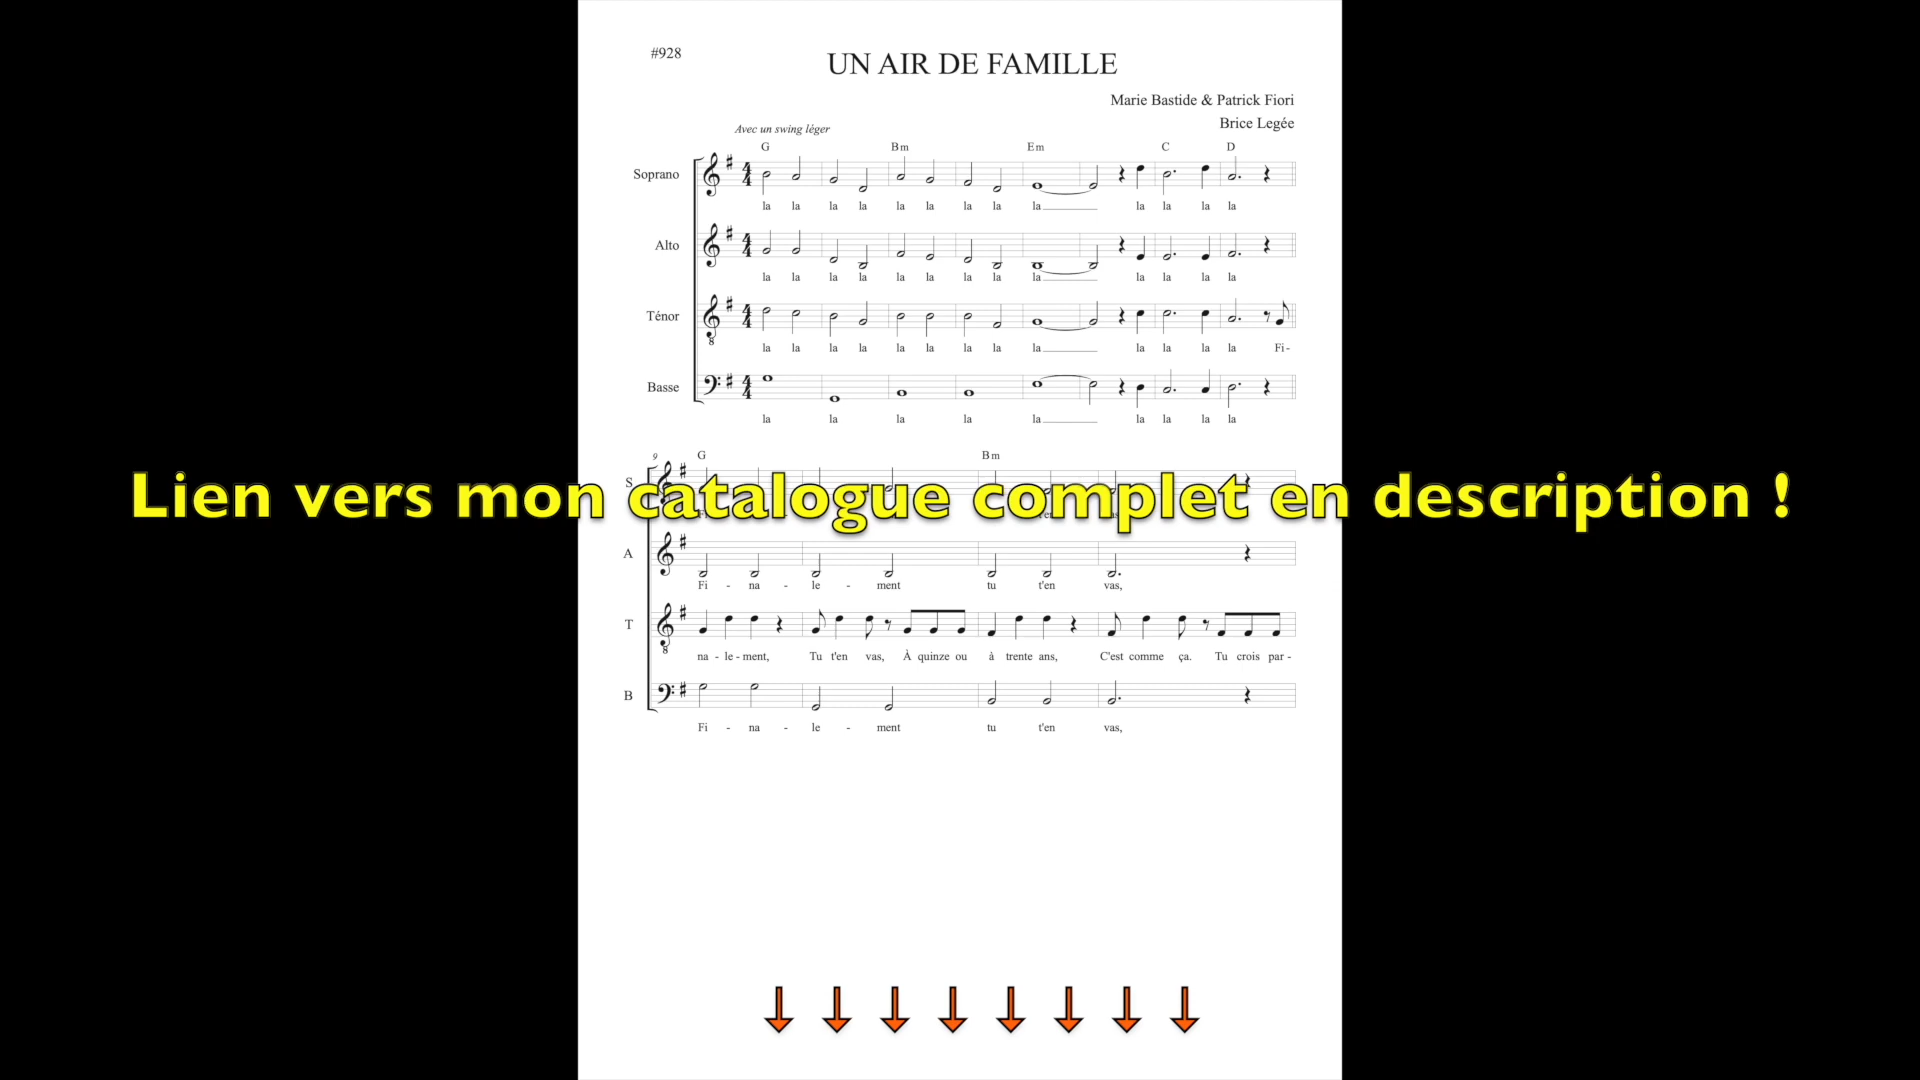 #928
UN AIR DE FAMILLE
Marie Bastide & Patrick Fiori
Brice Legée
Avec un swing léger
G Bm Em C D
Soprano
la la la la la la la la la la la la la
Alto
la la la la la la la la la la la la la
Ténor
8
la la la la la la la la la la la la la Fi-
Basse
la la la la la la la la la
9 G Bm
S
Lien vers mon catalogue complet en description !
A
Fi - na - le - ment tu t'en vas,
T
8
na - le - ment, Tu t'en vas, À quinze ou à trente ans, C'est comme ça. Tu crois par -
B
Fi - na - le - ment tu t'en vas,